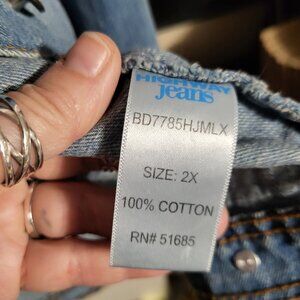 HIGHWAY
jeans
BD7785HJMLX
SIZE: 2X
100% COTTON
RN# 51685